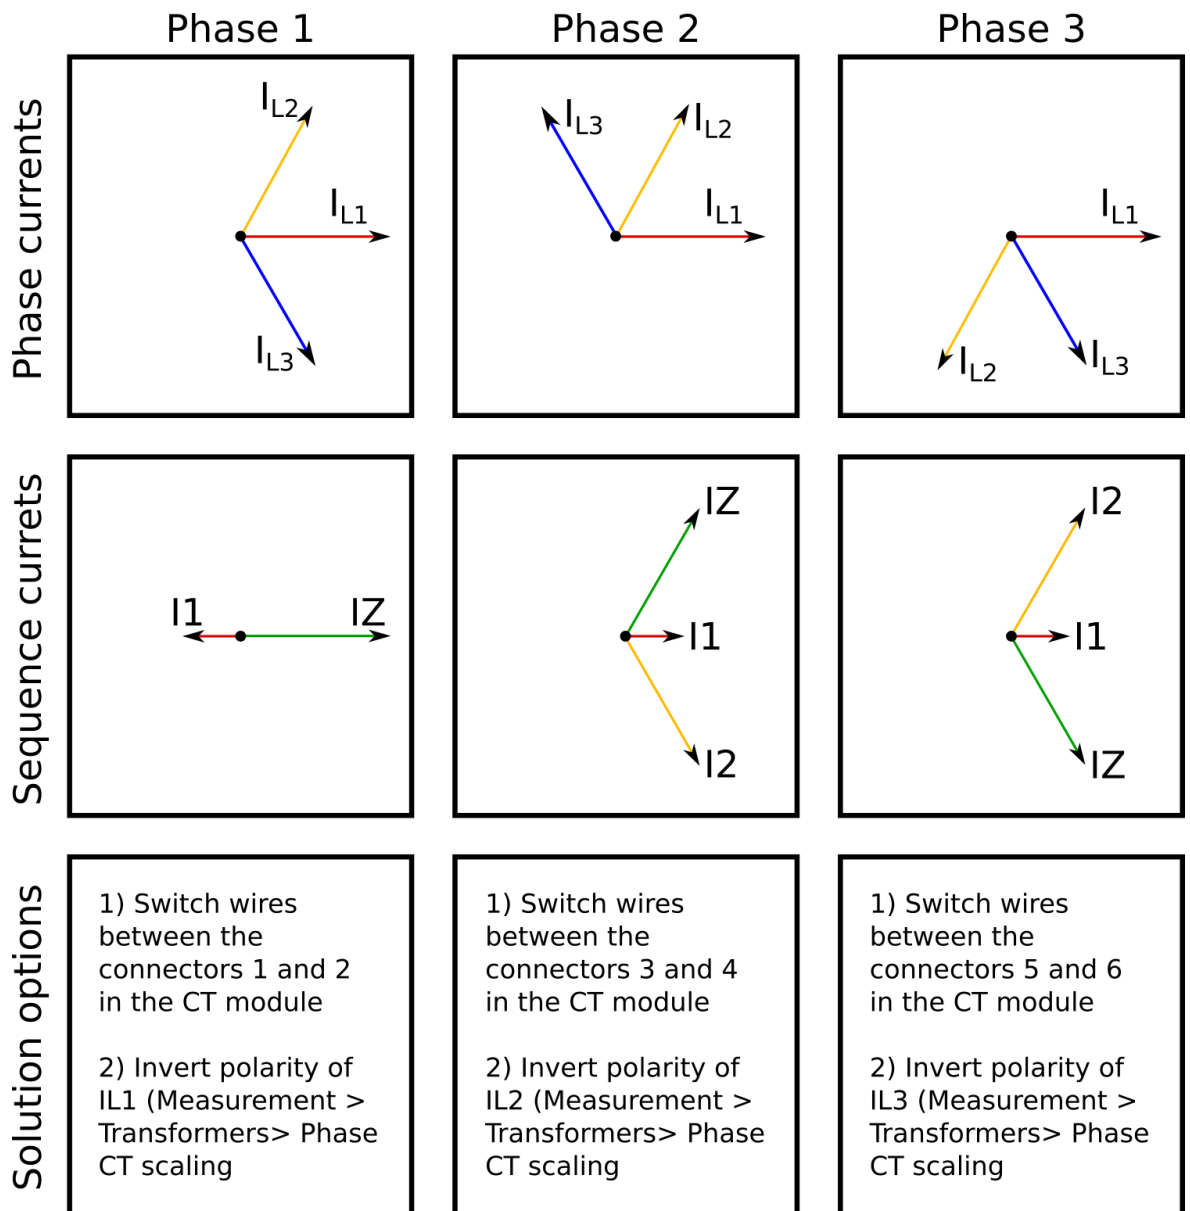 Phase 1
Phase 2
Phase 3
Phase currents
IL2
IL1
IL3
IL3
IL2
IL1
IL1
IL2
IL3
Sequence currets
I1
IZ
IZ
I1
I2
I2
I1
IZ
Solution options
1) Switch wires
between the
connectors 1 and 2
in the CT module
2) Invert polarity of
IL1 (Measurement >
Transformers> Phase
CT scaling
1) Switch wires
between the
connectors 3 and 4
in the CT module
2) Invert polarity of
IL2 (Measurement >
Transformers> Phase
CT scaling
1) Switch wires
between the
connectors 5 and 6
in the CT module
2) Invert polarity of
IL3 (Measurement >
Transformers> Phase
CT scaling